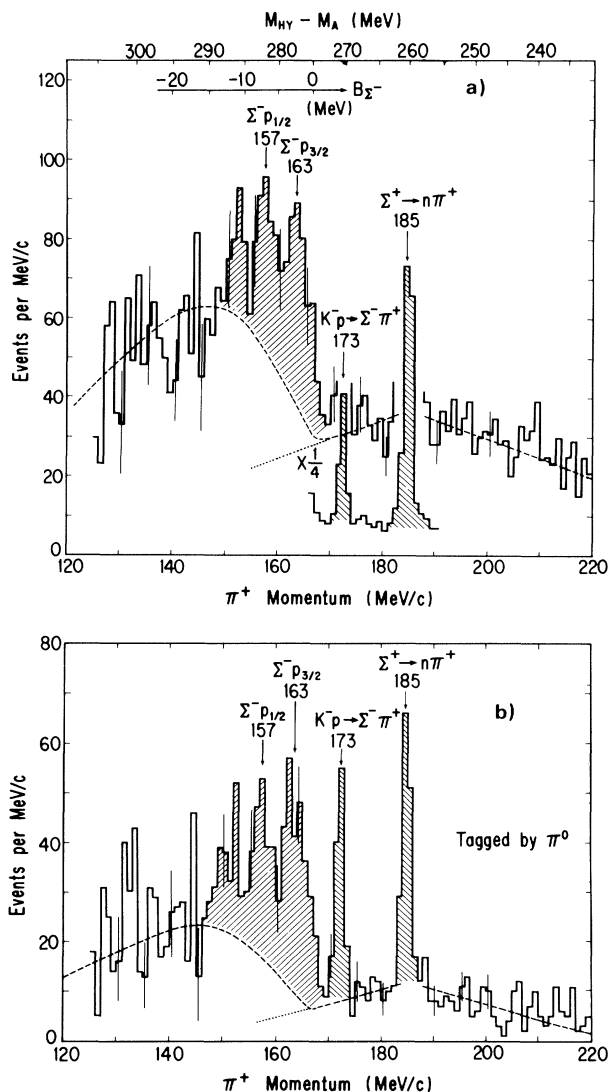 M_HY – M_A (MeV)
300 290 280 270 260 250 240
-20 -10 0 B_Σ⁻
(MeV)
a)
Σ⁻p₁/₂
157
Σ⁻p₃/₂
163
Σ⁺→nπ⁺
185
K⁻p→Σ⁻π⁺
173
X 1/4
Events per MeV/c
120
100
80
60
40
20
0
120 140 160 180 200 220
π⁺ Momentum (MeV/c)
b)
Σ⁻p₃/₂
163
Σ⁺→nπ⁺
185
Σ⁻p₁/₂
157
K⁻p→Σ⁻π⁺
173
Tagged by π⁰
Events per MeV/c
80
60
40
20
0
120 140 160 180 200 220
π⁺ Momentum (MeV/c)